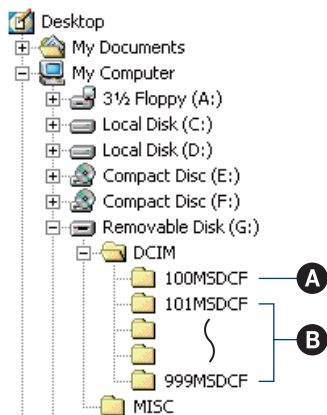 Desktop
My Documents
My Computer
3½ Floppy (A:)
Local Disk (C:)
Local Disk (D:)
Compact Disc (E:)
Compact Disc (F:)
Removable Disk (G:)
DCIM
100MSDCF A
101MSDCF
B
999MSDCF
MISC